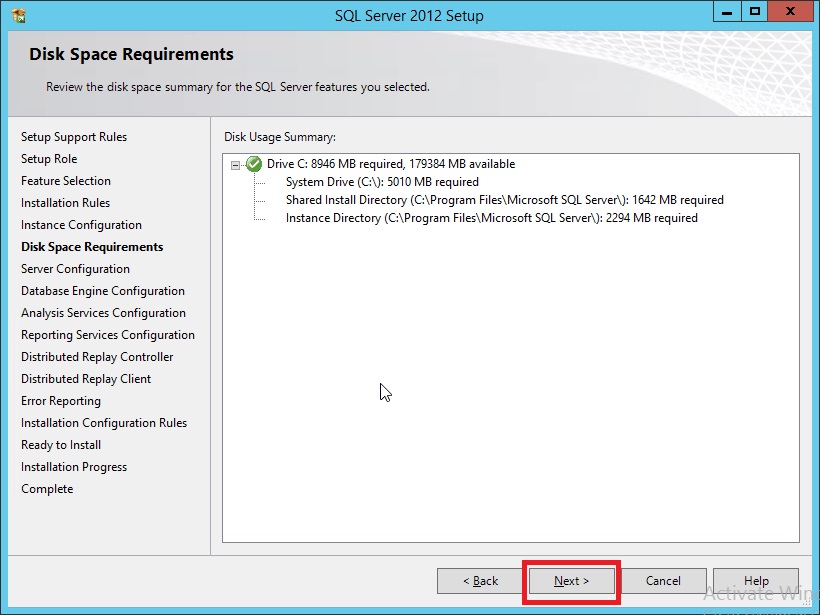 SQL Server 2012 Setup
Disk Space Requirements
Review the disk space summary for the SQL Server features you selected.
Setup Support Rules
Setup Role
Feature Selection
Installation Rules
Instance Configuration
Disk Space Requirements
Server Configuration
Database Engine Configuration
Analysis Services Configuration
Reporting Services Configuration
Distributed Replay Controller
Distributed Replay Client
Error Reporting
Installation Configuration Rules
Ready to Install
Installation Progress
Complete
Disk Usage Summary:
Drive C: 8946 MB required, 179384 MB available
System Drive (C:\): 5010 MB required
Shared Install Directory (C:\Program Files\Microsoft SQL Server\): 1642 MB required
Instance Directory (C:\Program Files\Microsoft SQL Server\): 2294 MB required
< Back
Next >
Cancel
Help
Activate Win